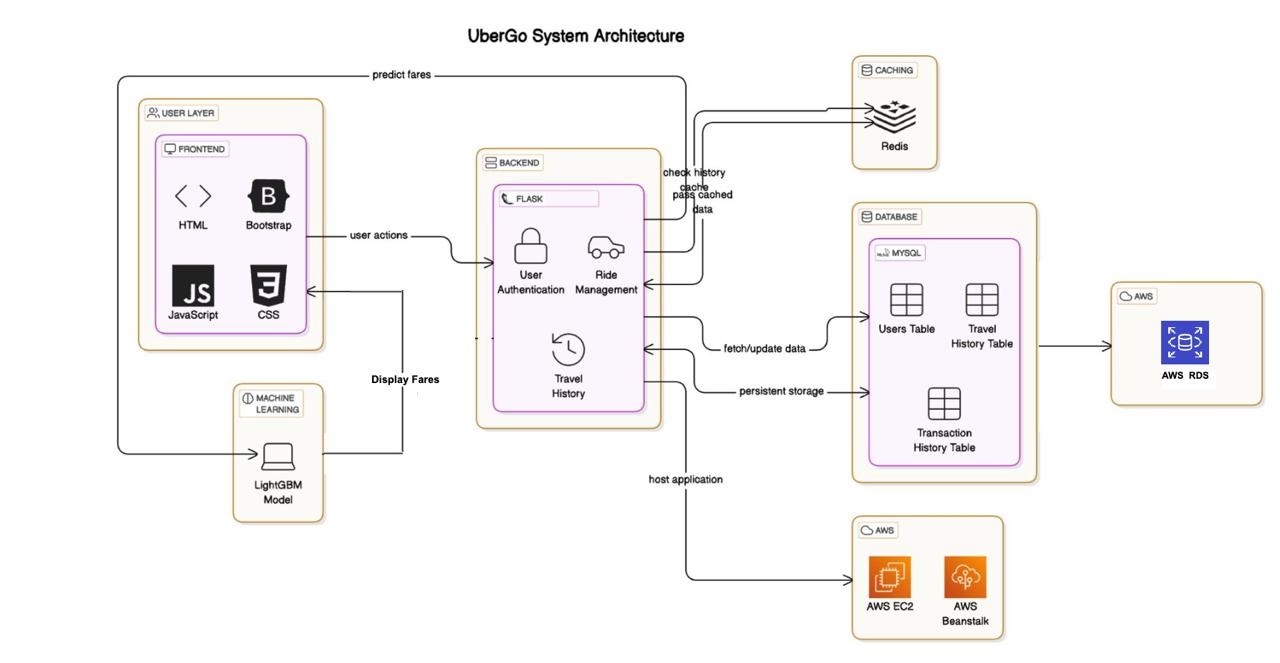 UberGo System Architecture
predict fares
USER LAYER
FRONTEND
HTML
B
Bootstrap
JS
JavaScript
3
CSS
user actions
Display Fares
MACHINE
LEARNING
LightGBM
Model
BACKEND
FLASK
User
Authentication
Ride
Management
Travel
History
check history
cache
pass cached
data
fetch/update data
persistent storage
host application
CACHING
Redis
DATABASE
MYSQL
Users Table
Travel
History Table
Transaction
History Table
AWS
AWS RDS
AWS
AWS EC2
AWS
Beanstalk